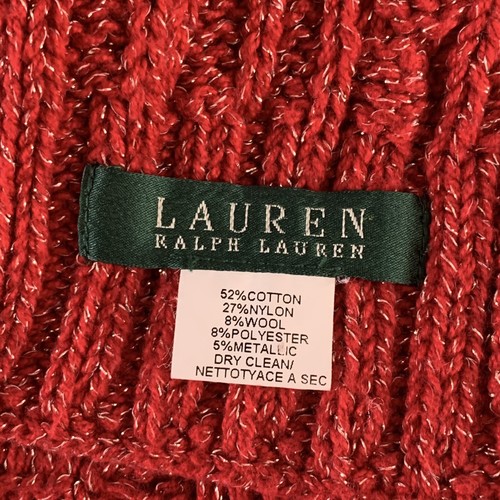 LAUREN
RALPH LAUREN
52%COTTON
27%NYLON
8%WOOL
8%POLYESTER
5%METALLIC
DRY CLEAN/
NETTOTYACE A SEC